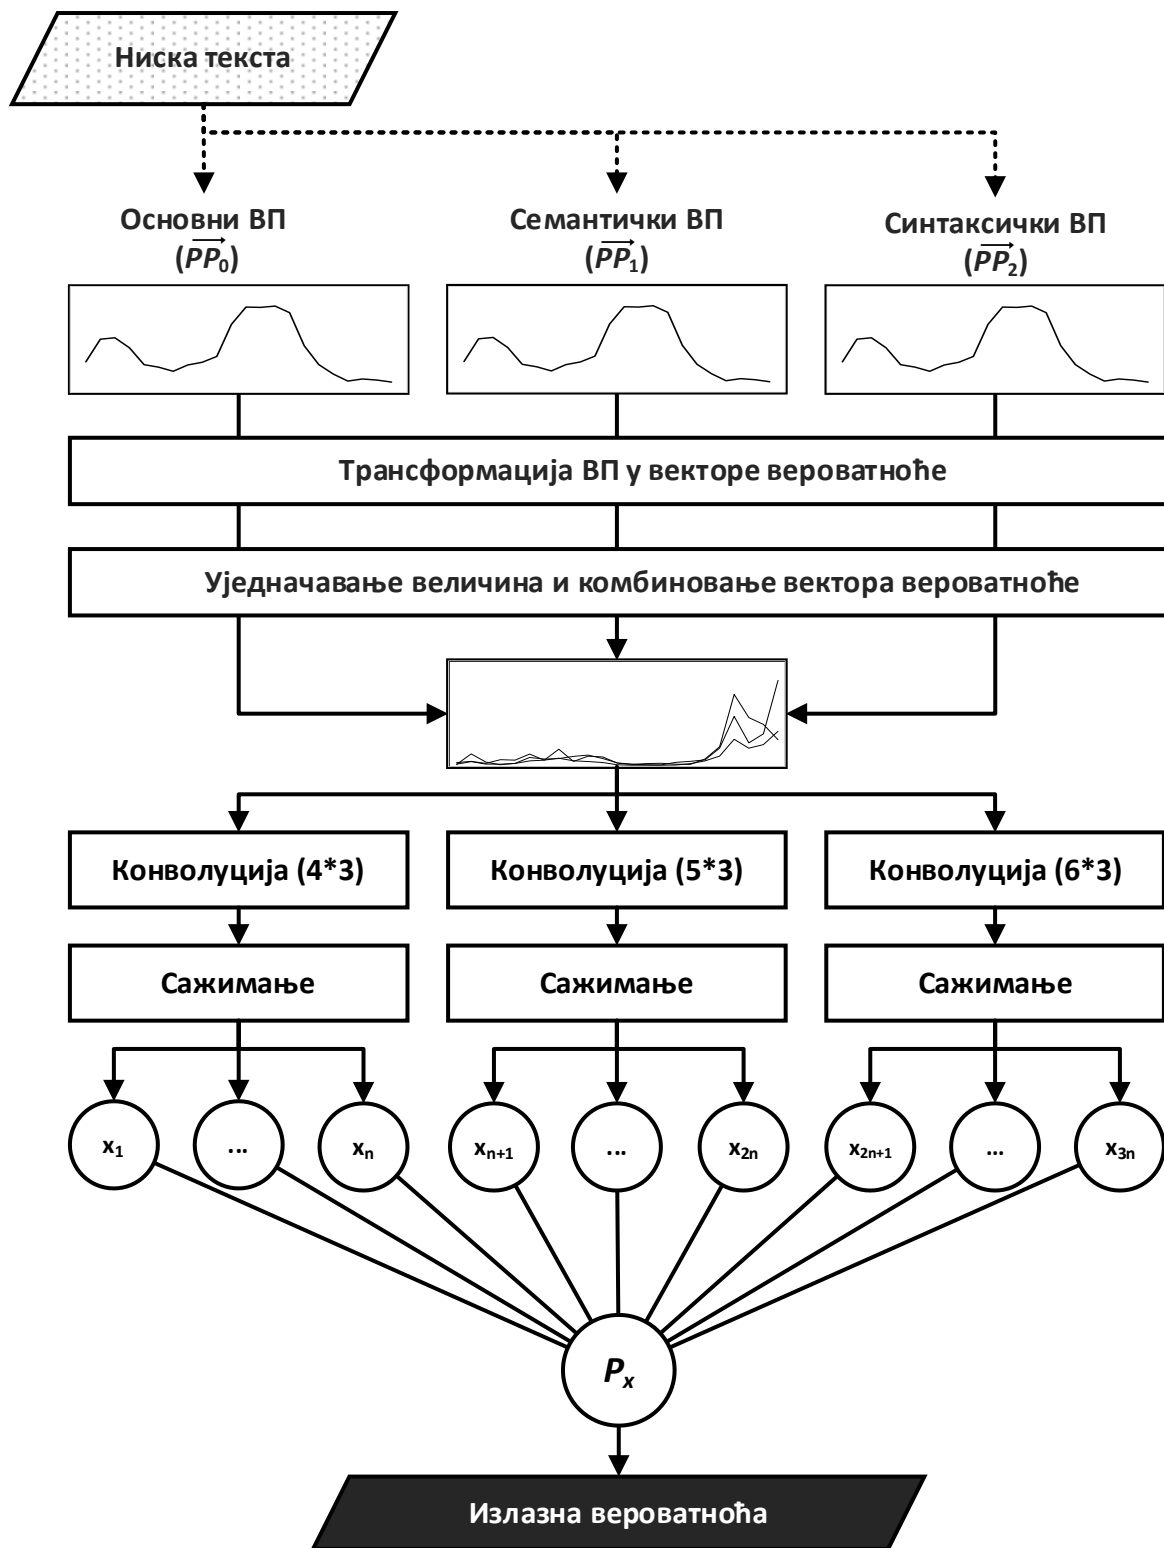 Ниска текста
Основни ВП
(PP₀)
Семантички ВП
(PP₁)
Синтаксички ВП
(PP₂)
Трансформација ВП у векторе вероватноће
Уједначавање величина и комбиновање вектора вероватноће
Конволуција (4*3)
Конволуција (5*3)
Конволуција (6*3)
Сажимање
Сажимање
Сажимање
x₁
...
xₙ
xₙ₊₁
...
x₂ₙ
x₂ₙ₊₁
...
x₃ₙ
Pₓ
Излазна вероватноћа